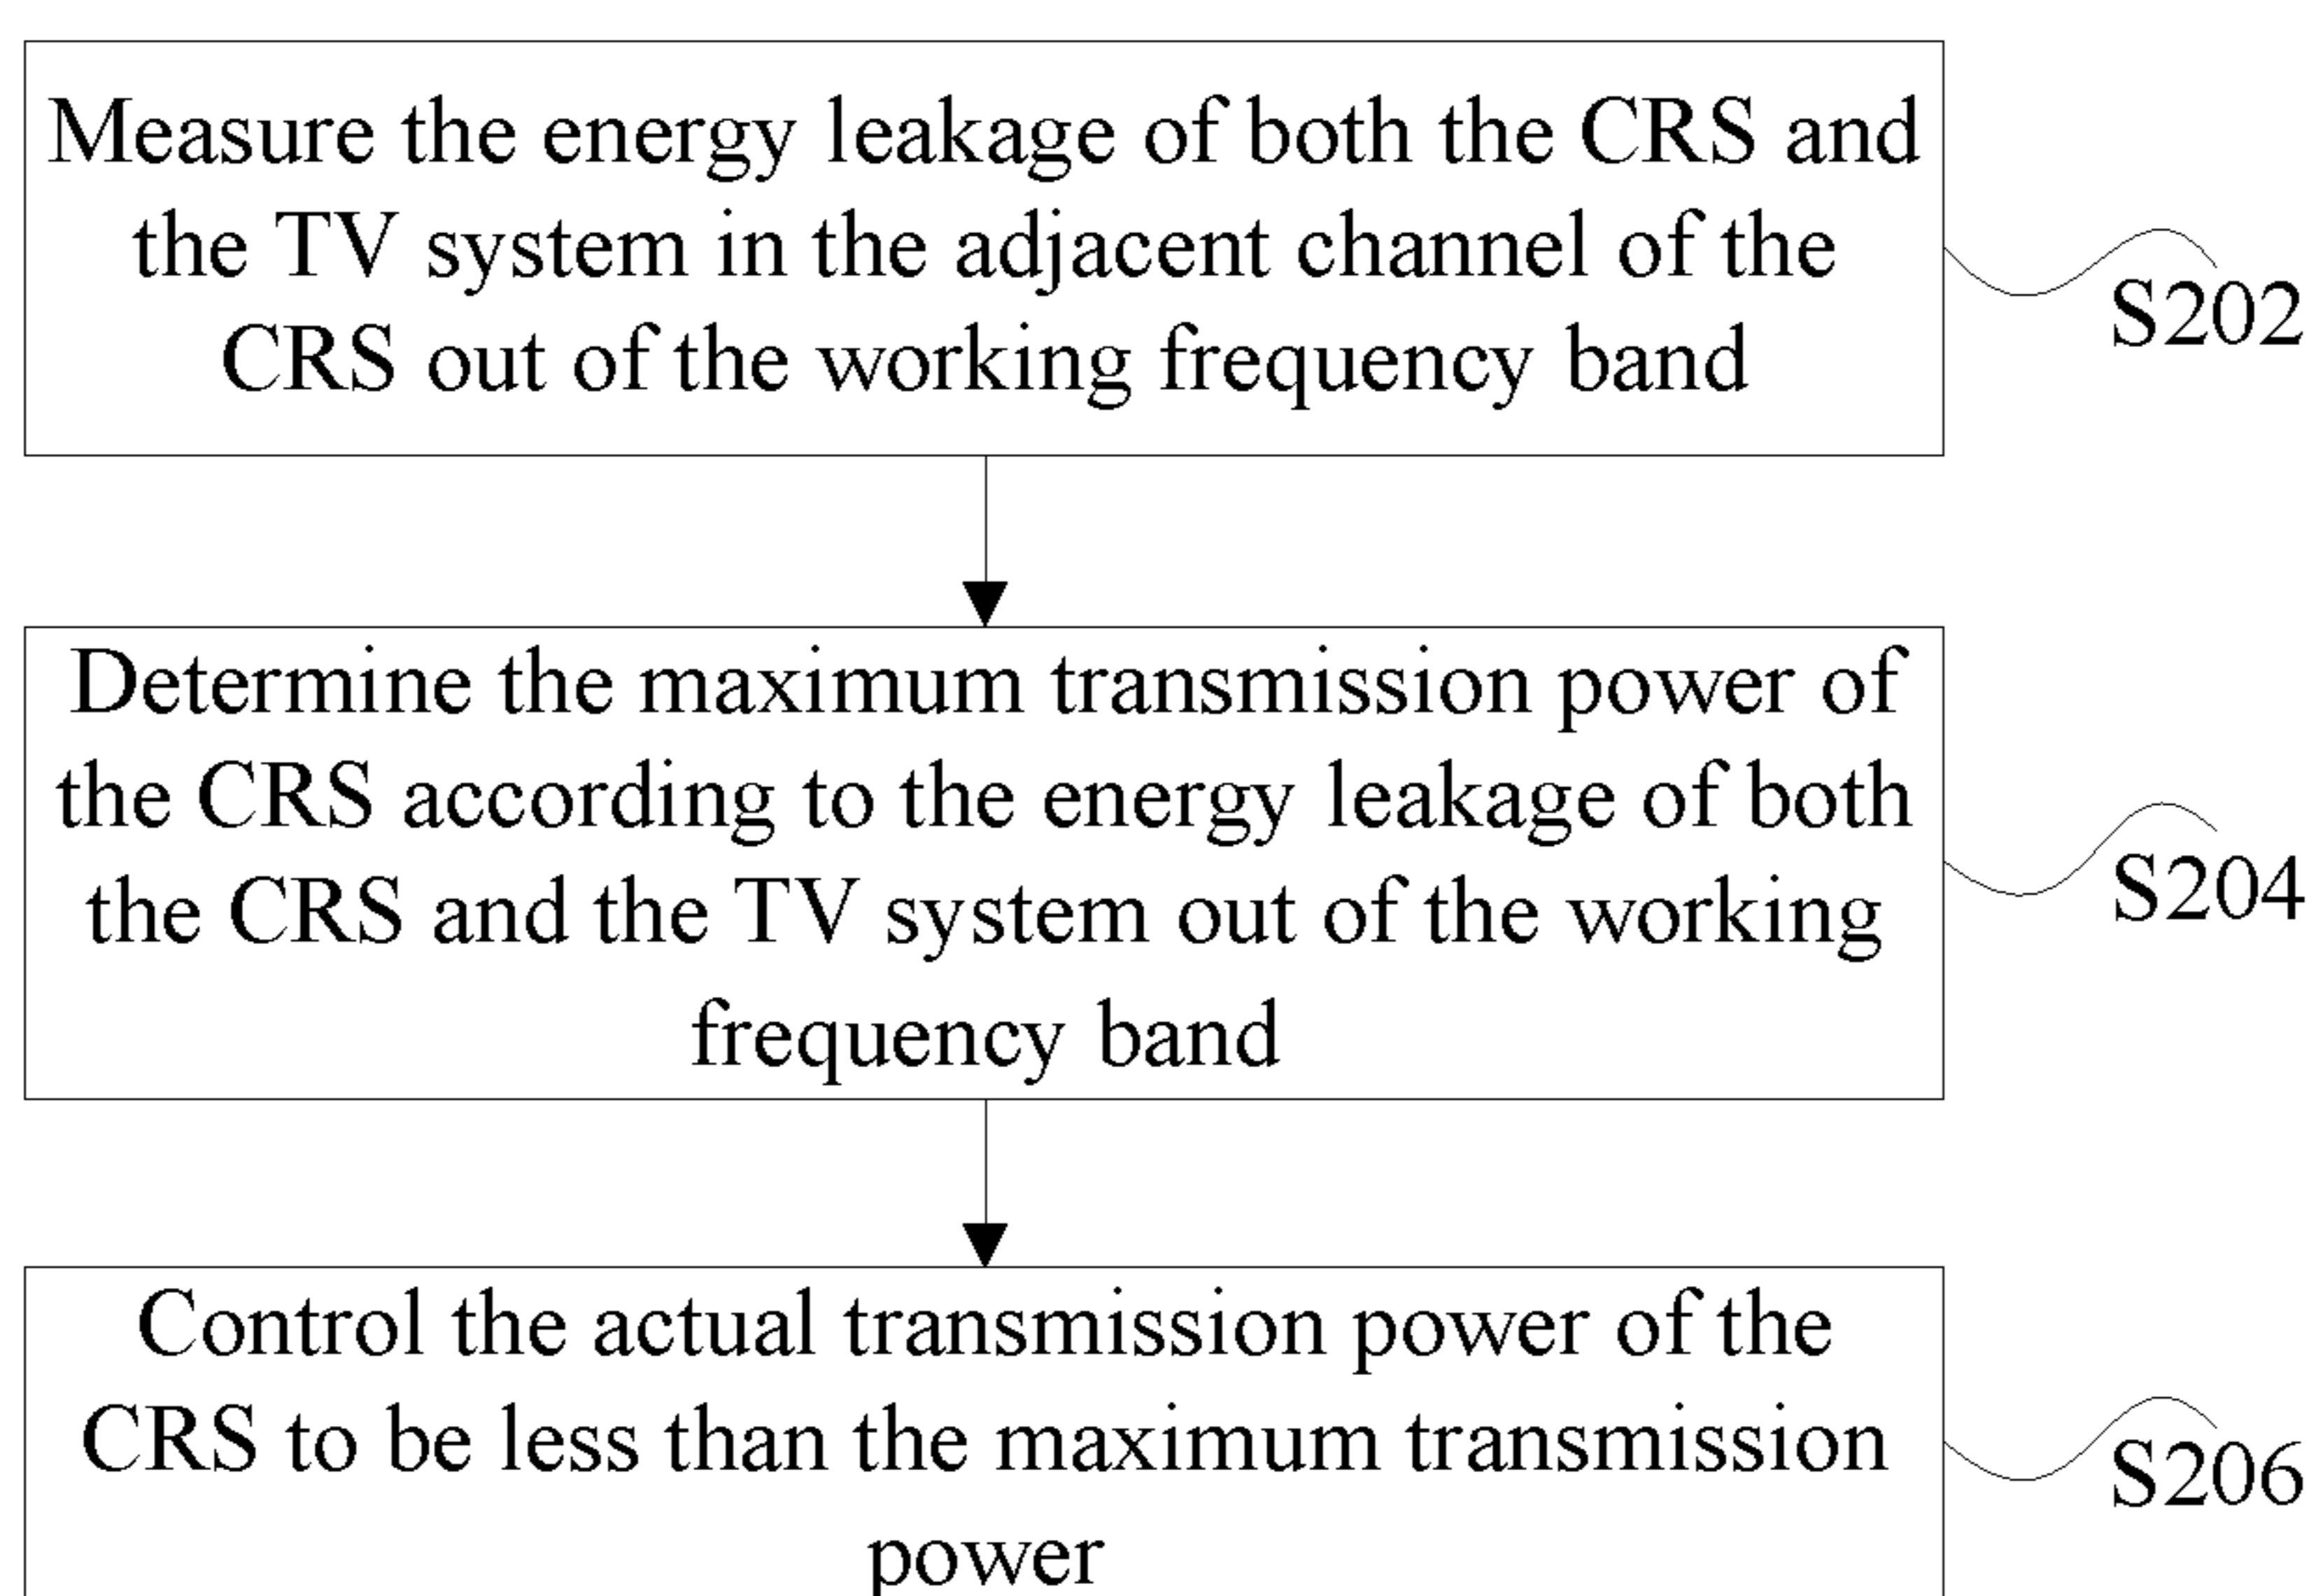 Measure the energy leakage of both the CRS and
the TV system in the adjacent channel of the
CRS out of the working frequency band
S202
Determine the maximum transmission power of
the CRS according to the energy leakage of both
the CRS and the TV system out of the working
frequency band
S204
Control the actual transmission power of the
CRS to be less than the maximum transmission
power
S206